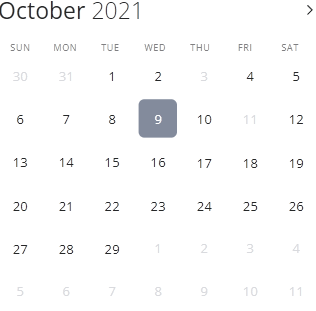 October 2021 >
SUN MON TUE WED THU FRI SAT
30 31 1 2 3 4 5
6 7 8 9 10 11 12
13 14 15 16 17 18 19
20 21 22 23 24 25 26
27 28 29 1 2 3 4
5 6 7 8 9 10 11